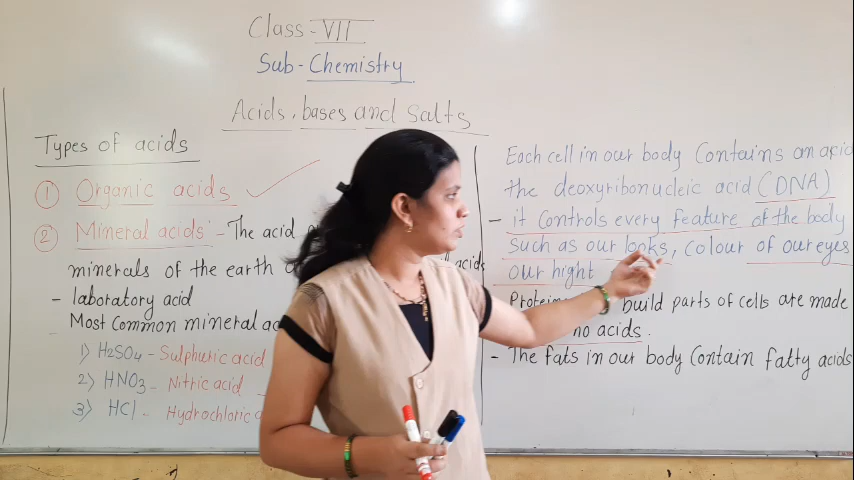 Class - VII
Sub - Chemistry
Acids, bases and Salts
Types of acids
① Organic acids ✓
② Mineral acids - The acid
minerals of the earth acids
- laboratory acid
Most Common mineral
1) H2SO4 - Sulphuric acid
2) HNO3 - Nitric acid -
3) HCl - Hydrochloric
Each cell in our body Contains an acid
the deoxyribonucleic acid (DNA)
- it controls every feature of the body
such as our looks, colour of our eyes
our hight
Protein build parts of cells are made
no acids.
- The fats in our body Contain fatty acids